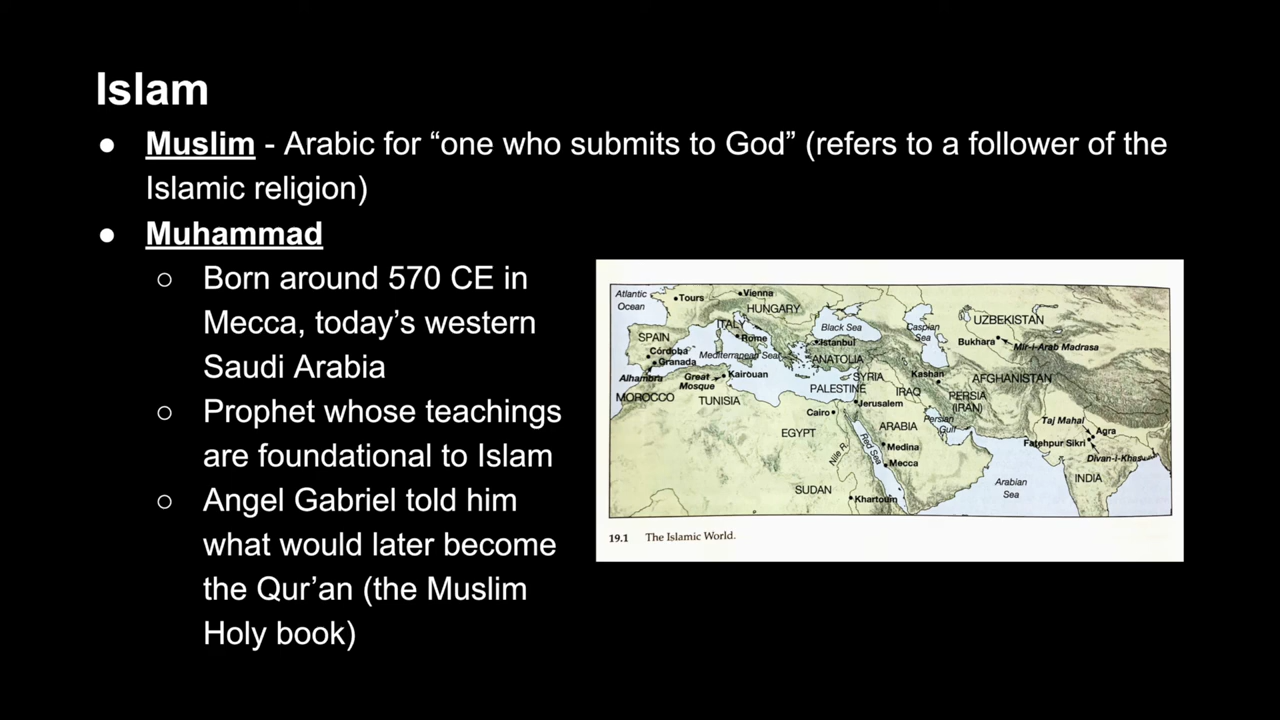 Islam
● Muslim - Arabic for “one who submits to God” (refers to a follower of the
Islamic religion)
● Muhammad
○ Born around 570 CE in
Mecca, today’s western
Saudi Arabia
○ Prophet whose teachings
are foundational to Islam
○ Angel Gabriel told him
what would later become
the Qur’an (the Muslim
Holy book)
Atlantic
Ocean
Tours
Vienna
HUNGARY
ITALY
Rome
SPAIN
Córdoba
Granada
Alhambra
MOROCCO
Great
Mosque
Kairouan
TUNISIA
Mediterranean Sea
Black Sea
Istanbul
ANATOLIA
Caspian
Sea
UZBEKISTAN
Bukhara
Mir-i-Arab Madrasa
Kashan
AFGHANISTAN
SYRIA
IRAQ
PERSIA
(IRAN)
PALESTINE
Jerusalem
Cairo
EGYPT
ARABIA
Persian
Gulf
Nile R.
Red Sea
Medina
Mecca
SUDAN
Khartoum
Arabian
Sea
Taj Mahal
Agra
Fatehpur Sikri
Divan-i-Khas
INDIA
19.1 The Islamic World.